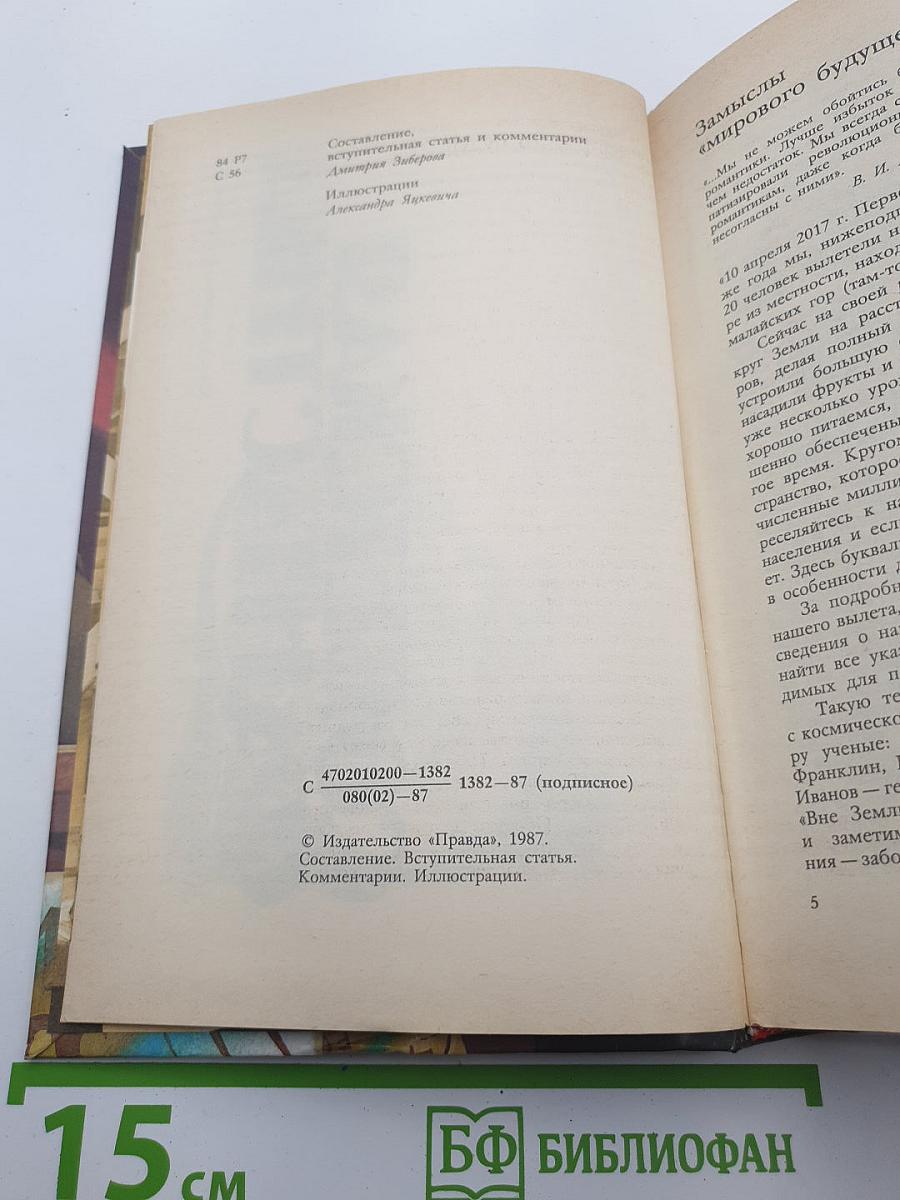 84 Р7
С 56
Составление,
вступительная статья и комментарии
Дмитрия Зиберова
Иллюстрации
Александра Яцкевича
С 4702010200—1382
080(02)—87
1382—87 (подписное)
© Издательство «Правда», 1987.
Составление. Вступительная статья.
Комментарии. Иллюстрации.
Замыслы
«мирового будуще
«...Мы не можем обойтись б
романтики. Лучше избыток
чем недостаток. Мы всегда с
патизировали революцион
романтикам, даже когда б
несогласны с ними».
В. И.
«10 апреля 2017 г. Перво
же года мы, нижеподп
20 человек вылетели н
ре из местности, наход
малайских гор (там-то
Сейчас на своей р
круг Земли на расст
ров, делая полный
устроили большую
насадили фрукты и
уже несколько уро
хорошо питаемся,
шенно обеспечены
гое время. Кругом
странство, которо
численные милли
реселяйтесь к на
населения и есл
ет. Здесь буквал
в особенности д
За подробн
нашего вылета,
сведения о на
найти все ука
димых для п
Такую те
с космическо
ру ученые:
Франклин,
Иванов — ге
«Вне Земл
и заметим
ния — забо
5
15 см
БФ БИБЛИОФАН